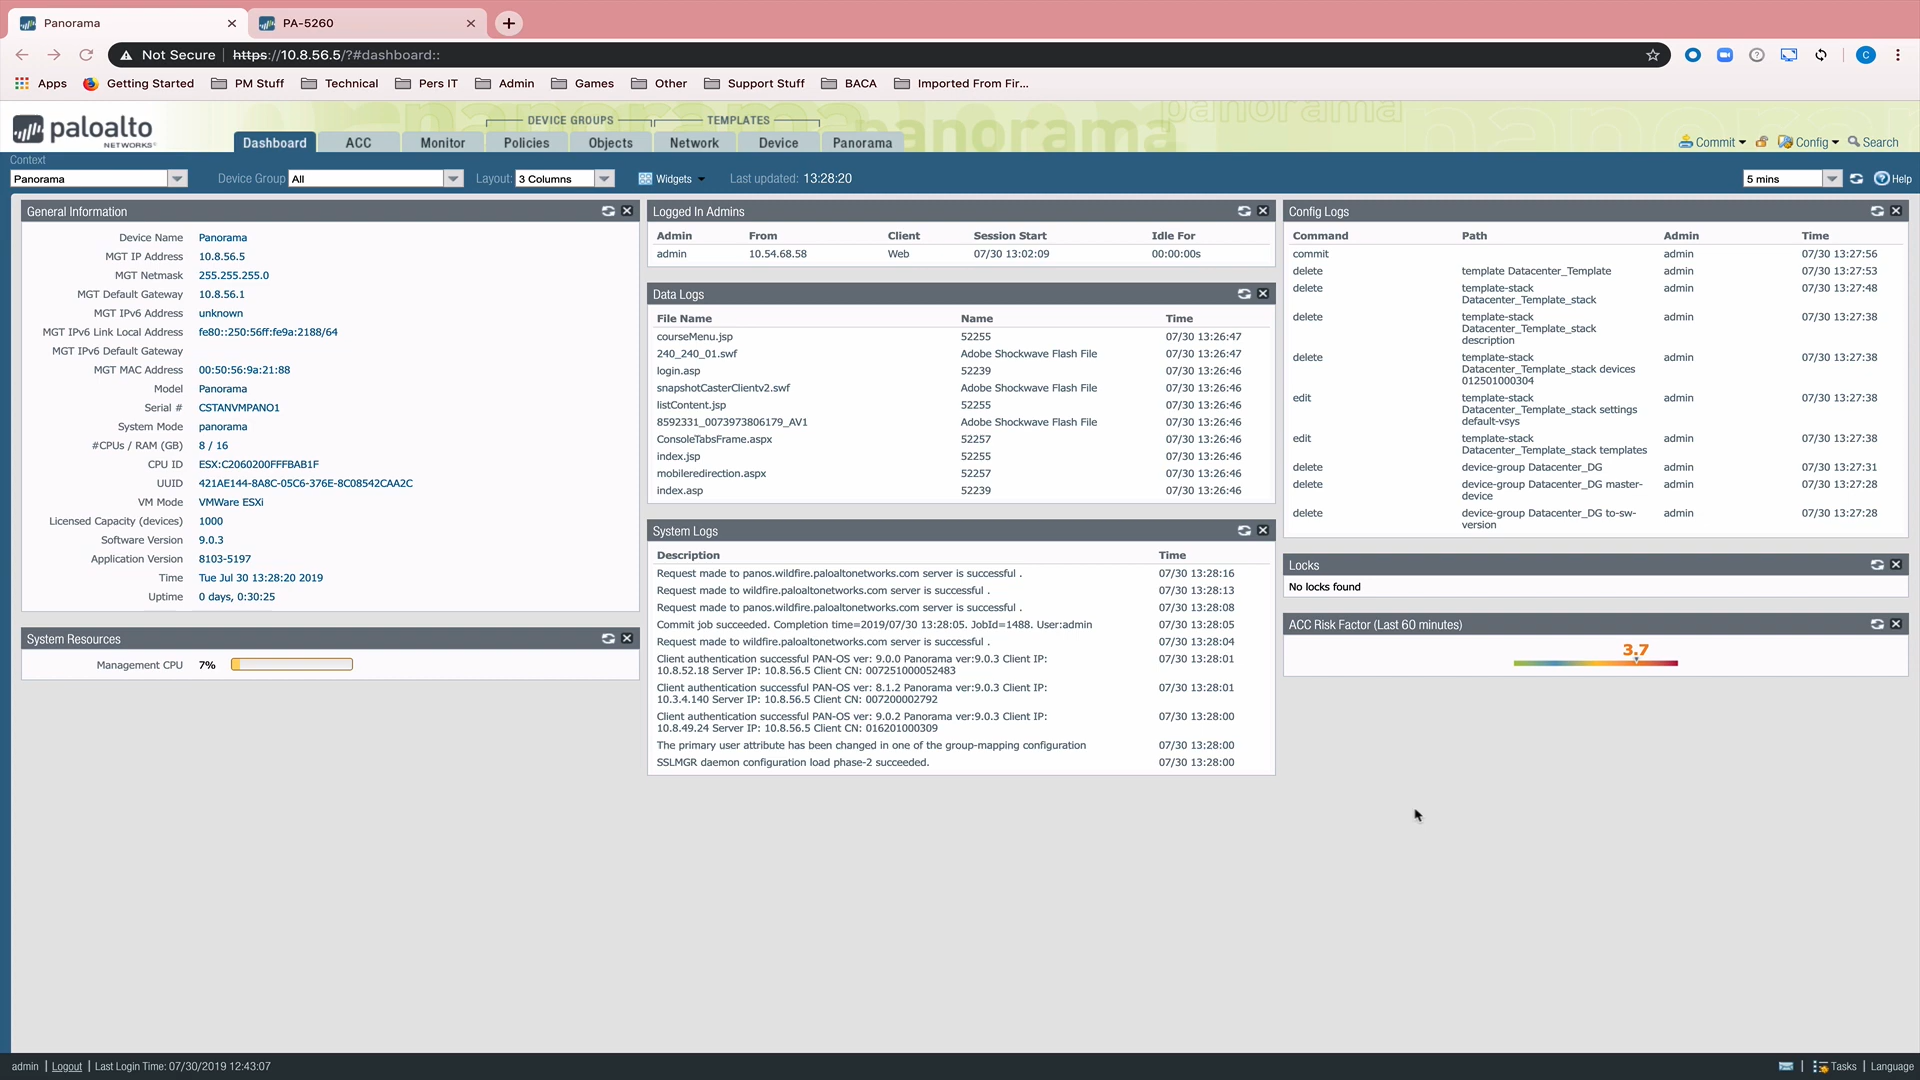 Panorama
PA-5260
Not Secure
https://10.8.56.5/?#dashboard::
C
Apps
Getting Started
PM Stuff
Technical
Pers IT
Admin
Games
Other
Support Stuff
BACA
Imported From Fir...
paloalto
NETWORKS
DEVICE GROUPS
TEMPLATES
Dashboard
ACC
Monitor
Policies
Objects
Network
Device
Panorama
Commit
Config
Search
Context
Panorama
Device Group
All
Layout:
3 Columns
Widgets
Last updated: 13:28:20
5 mins
Help
General Information
Device Name Panorama
MGT IP Address 10.8.56.5
MGT Netmask 255.255.255.0
MGT Default Gateway 10.8.56.1
MGT IPv6 Address unknown
MGT IPv6 Link Local Address fe80::250:56ff:fe9a:2188/64
MGT IPv6 Default Gateway
MGT MAC Address 00:50:56:9a:21:88
Model Panorama
Serial # CSTANVMPANO1
System Mode panorama
#CPUs / RAM (GB) 8 / 16
CPU ID ESX:C2060200FFFBAB1F
UUID 421AE144-8A8C-05C6-376E-8C08542CAA2C
VM Mode VMWare ESXi
Licensed Capacity (devices) 1000
Software Version 9.0.3
Application Version 8103-5197
Time Tue Jul 30 13:28:20 2019
Uptime 0 days, 0:30:25
System Resources
Management CPU 7%
Logged In Admins
Admin From Client Session Start Idle For
admin 10.54.68.58 Web 07/30 13:02:09 00:00:00s
Data Logs
File Name Name Time
courseMenu.jsp 52255 07/30 13:26:47
240_240_01.swf Adobe Shockwave Flash File 07/30 13:26:47
login.asp 52239 07/30 13:26:46
snapshotCasterClientv2.swf Adobe Shockwave Flash File 07/30 13:26:46
listContent.jsp 52255 07/30 13:26:46
8592331_0073973806179_AV1 Adobe Shockwave Flash File 07/30 13:26:46
ConsoleTabsFrame.aspx 52257 07/30 13:26:46
index.jsp 52255 07/30 13:26:46
mobileredirection.aspx 52257 07/30 13:26:46
index.asp 52239 07/30 13:26:46
System Logs
Description Time
Request made to panos.wildfire.paloaltonetworks.com server is successful . 07/30 13:28:16
Request made to wildfire.paloaltonetworks.com server is successful . 07/30 13:28:13
Request made to panos.wildfire.paloaltonetworks.com server is successful . 07/30 13:28:08
Commit job succeeded. Completion time=2019/07/30 13:28:05. JobId=1488. User:admin 07/30 13:28:05
Request made to wildfire.paloaltonetworks.com server is successful . 07/30 13:28:04
Client authentication successful PAN-OS ver: 9.0.0 Panorama ver:9.0.3 Client IP: 07/30 13:28:01
10.8.52.18 Server IP: 10.8.56.5 Client CN: 007251000052483
Client authentication successful PAN-OS ver: 8.1.2 Panorama ver:9.0.3 Client IP: 07/30 13:28:01
10.3.4.140 Server IP: 10.8.56.5 Client CN: 007200002792
Client authentication successful PAN-OS ver: 9.0.2 Panorama ver:9.0.3 Client IP: 07/30 13:28:00
10.8.49.24 Server IP: 10.8.56.5 Client CN: 016201000309
The primary user attribute has been changed in one of the group-mapping configuration 07/30 13:28:00
SSLMGR daemon configuration load phase-2 succeeded. 07/30 13:28:00
Config Logs
Command Path Admin Time
commit admin 07/30 13:27:56
delete template Datacenter_Template admin 07/30 13:27:53
delete template-stack admin 07/30 13:27:48
Datacenter_Template_stack
delete template-stack admin 07/30 13:27:38
Datacenter_Template_stack
description
delete template-stack admin 07/30 13:27:38
Datacenter_Template_stack devices
012501000304
edit template-stack admin 07/30 13:27:38
Datacenter_Template_stack settings
default-vsys
edit template-stack admin 07/30 13:27:38
Datacenter_Template_stack templates
delete device-group Datacenter_DG admin 07/30 13:27:31
delete device-group Datacenter_DG master- admin 07/30 13:27:28
device
delete device-group Datacenter_DG to-sw- admin 07/30 13:27:28
version
Locks
No locks found
ACC Risk Factor (Last 60 minutes)
3.7
admin | Logout | Last Login Time: 07/30/2019 12:43:07
Tasks | Language